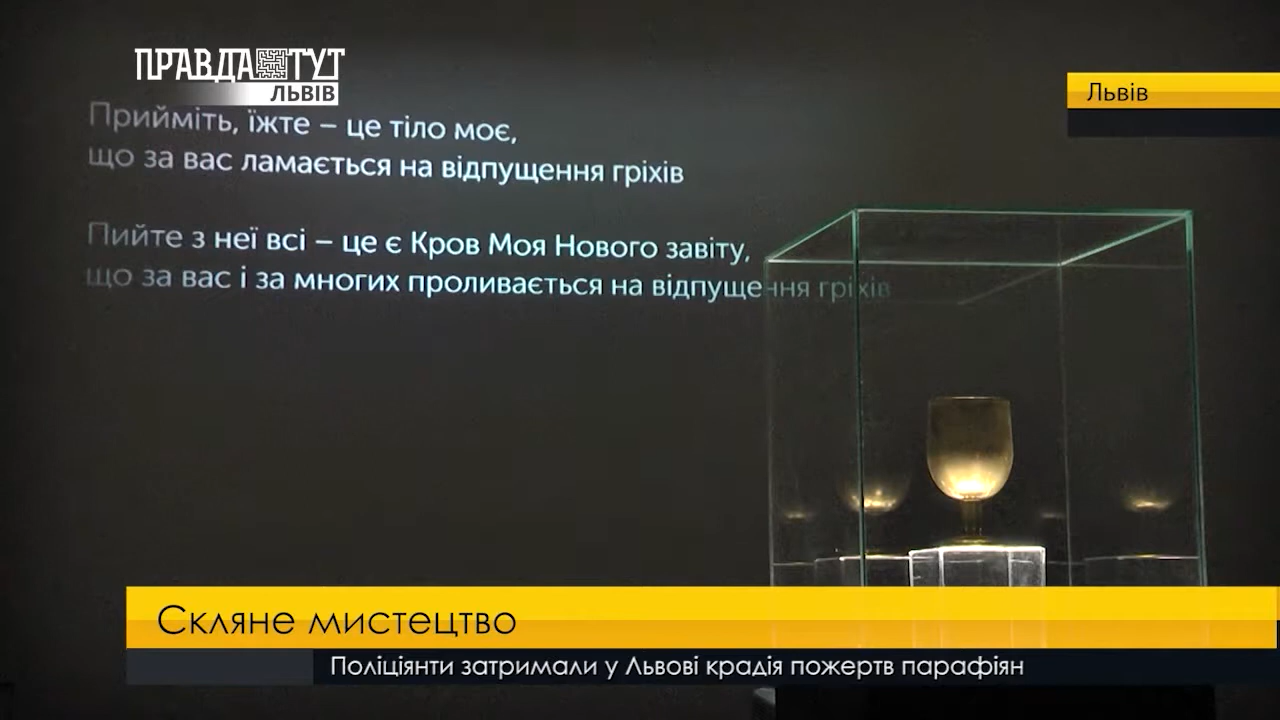 ПРАВДА ТУТ
ЛЬВІВ
Львів
Прийміть, їжте – це тіло моє,
що за вас ламається на відпущення гріхів
Пийте з неї всі – це є Кров Моя Нового завіту,
що за вас і за многих проливається на відпущення гріхів
Скляне мистецтво
Поліціянти затримали у Львові крадія пожертв парафіян